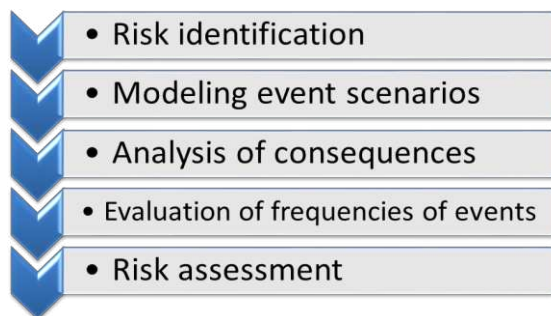 • Risk identification
• Modeling event scenarios
• Analysis of consequences
• Evaluation of frequencies of events
• Risk assessment